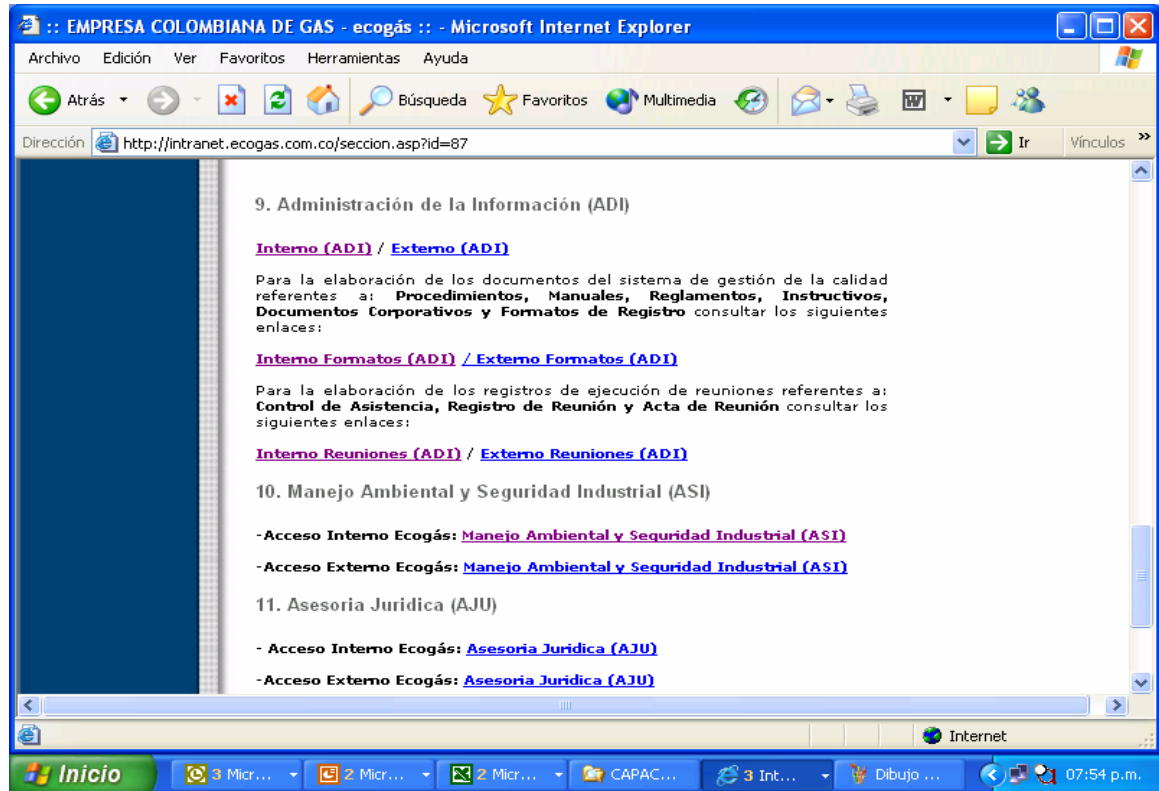 :: EMPRESA COLOMBIANA DE GAS - ecogás :: - Microsoft Internet Explorer
Archivo Edición Ver Favoritos Herramientas Ayuda
Atrás Búsqueda Favoritos Multimedia
Dirección http://intranet.ecogas.com.co/seccion.asp?id=87 Ir Vínculos »
9. Administración de la Información (ADI)
Interno (ADI) / Externo (ADI)
Para la elaboración de los documentos del sistema de gestión de la calidad
referentes a: Procedimientos, Manuales, Reglamentos, Instructivos,
Documentos Corporativos y Formatos de Registro consultar los siguientes
enlaces:
Interno Formatos (ADI) / Externo Formatos (ADI)
Para la elaboración de los registros de ejecución de reuniones referentes a:
Control de Asistencia, Registro de Reunión y Acta de Reunión consultar los
siguientes enlaces:
Interno Reuniones (ADI) / Externo Reuniones (ADI)
10. Manejo Ambiental y Seguridad Industrial (ASI)
-Acceso Interno Ecogás: Manejo Ambiental y Seguridad Industrial (ASI)
-Acceso Externo Ecogás: Manejo Ambiental y Seguridad Industrial (ASI)
11. Asesoria Juridica (AJU)
- Acceso Interno Ecogás: Asesoria Juridica (AJU)
-Acceso Externo Ecogás: Asesoria Juridica (AJU)
Internet
Inicio 3 Micr... 2 Micr... 2 Micr... CAPAC... 3 Int... Dibujo ... 07:54 p.m.